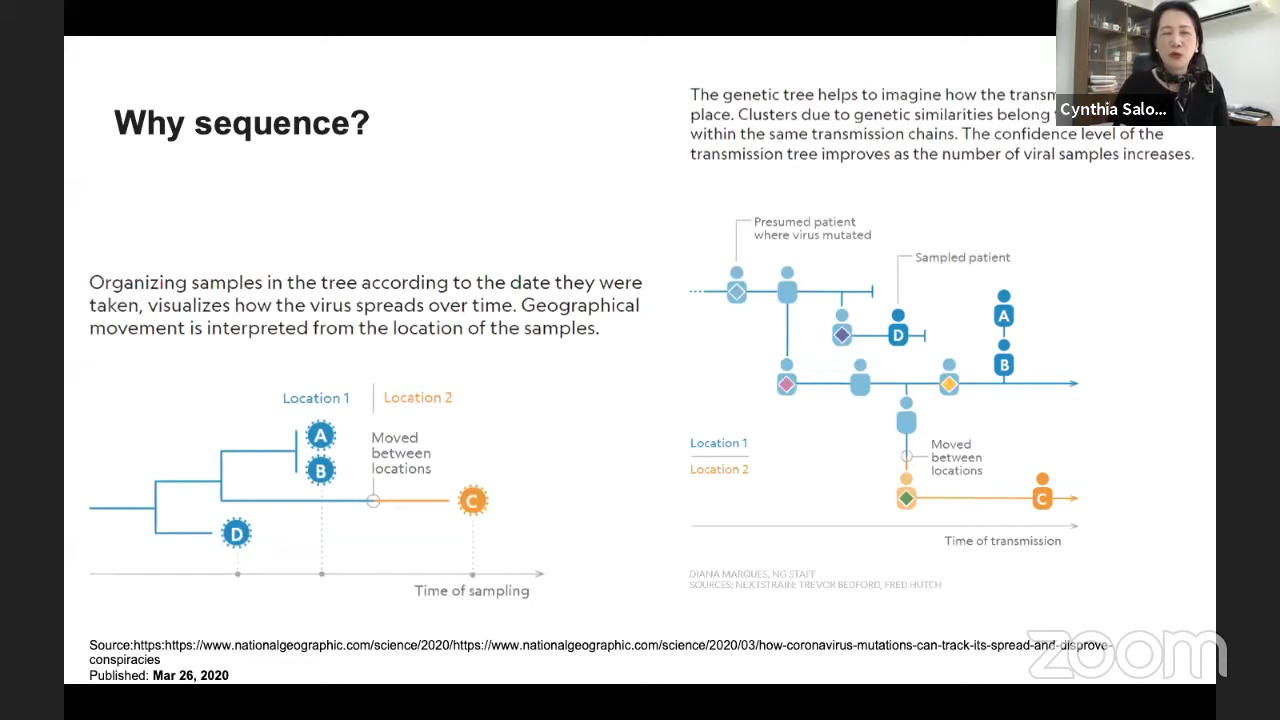 Why sequence?
Organizing samples in the tree according to the date they were
taken, visualizes how the virus spreads over time. Geographical
movement is interpreted from the location of the samples.
Location 1
Location 2
A
B
Moved
between
locations
C
D
Time of sampling
The genetic tree helps to imagine how the
place. Clusters due to genetic similarities belong
within the same transmission chains. The confidence level of the
transmission tree improves as the number of viral samples increases.
Presumed patient
where virus mutated
Sampled patient
D
A
B
Location 1
Location 2
Moved
between
locations
C
Time of transmission
DIANA MARQUES, NG STAFF
SOURCES: NEXTSTRAIN; TREVOR BEDFORD, FRED HUTCH
Source:https:https://www.nationalgeographic.com/science/2020/https://www.nationalgeographic.com/science/2020/03/how-coronavirus-mutations-can-track-its-spread-and-disprove-
conspiracies
Published: Mar 26, 2020
Cynthia Salo...
zoom